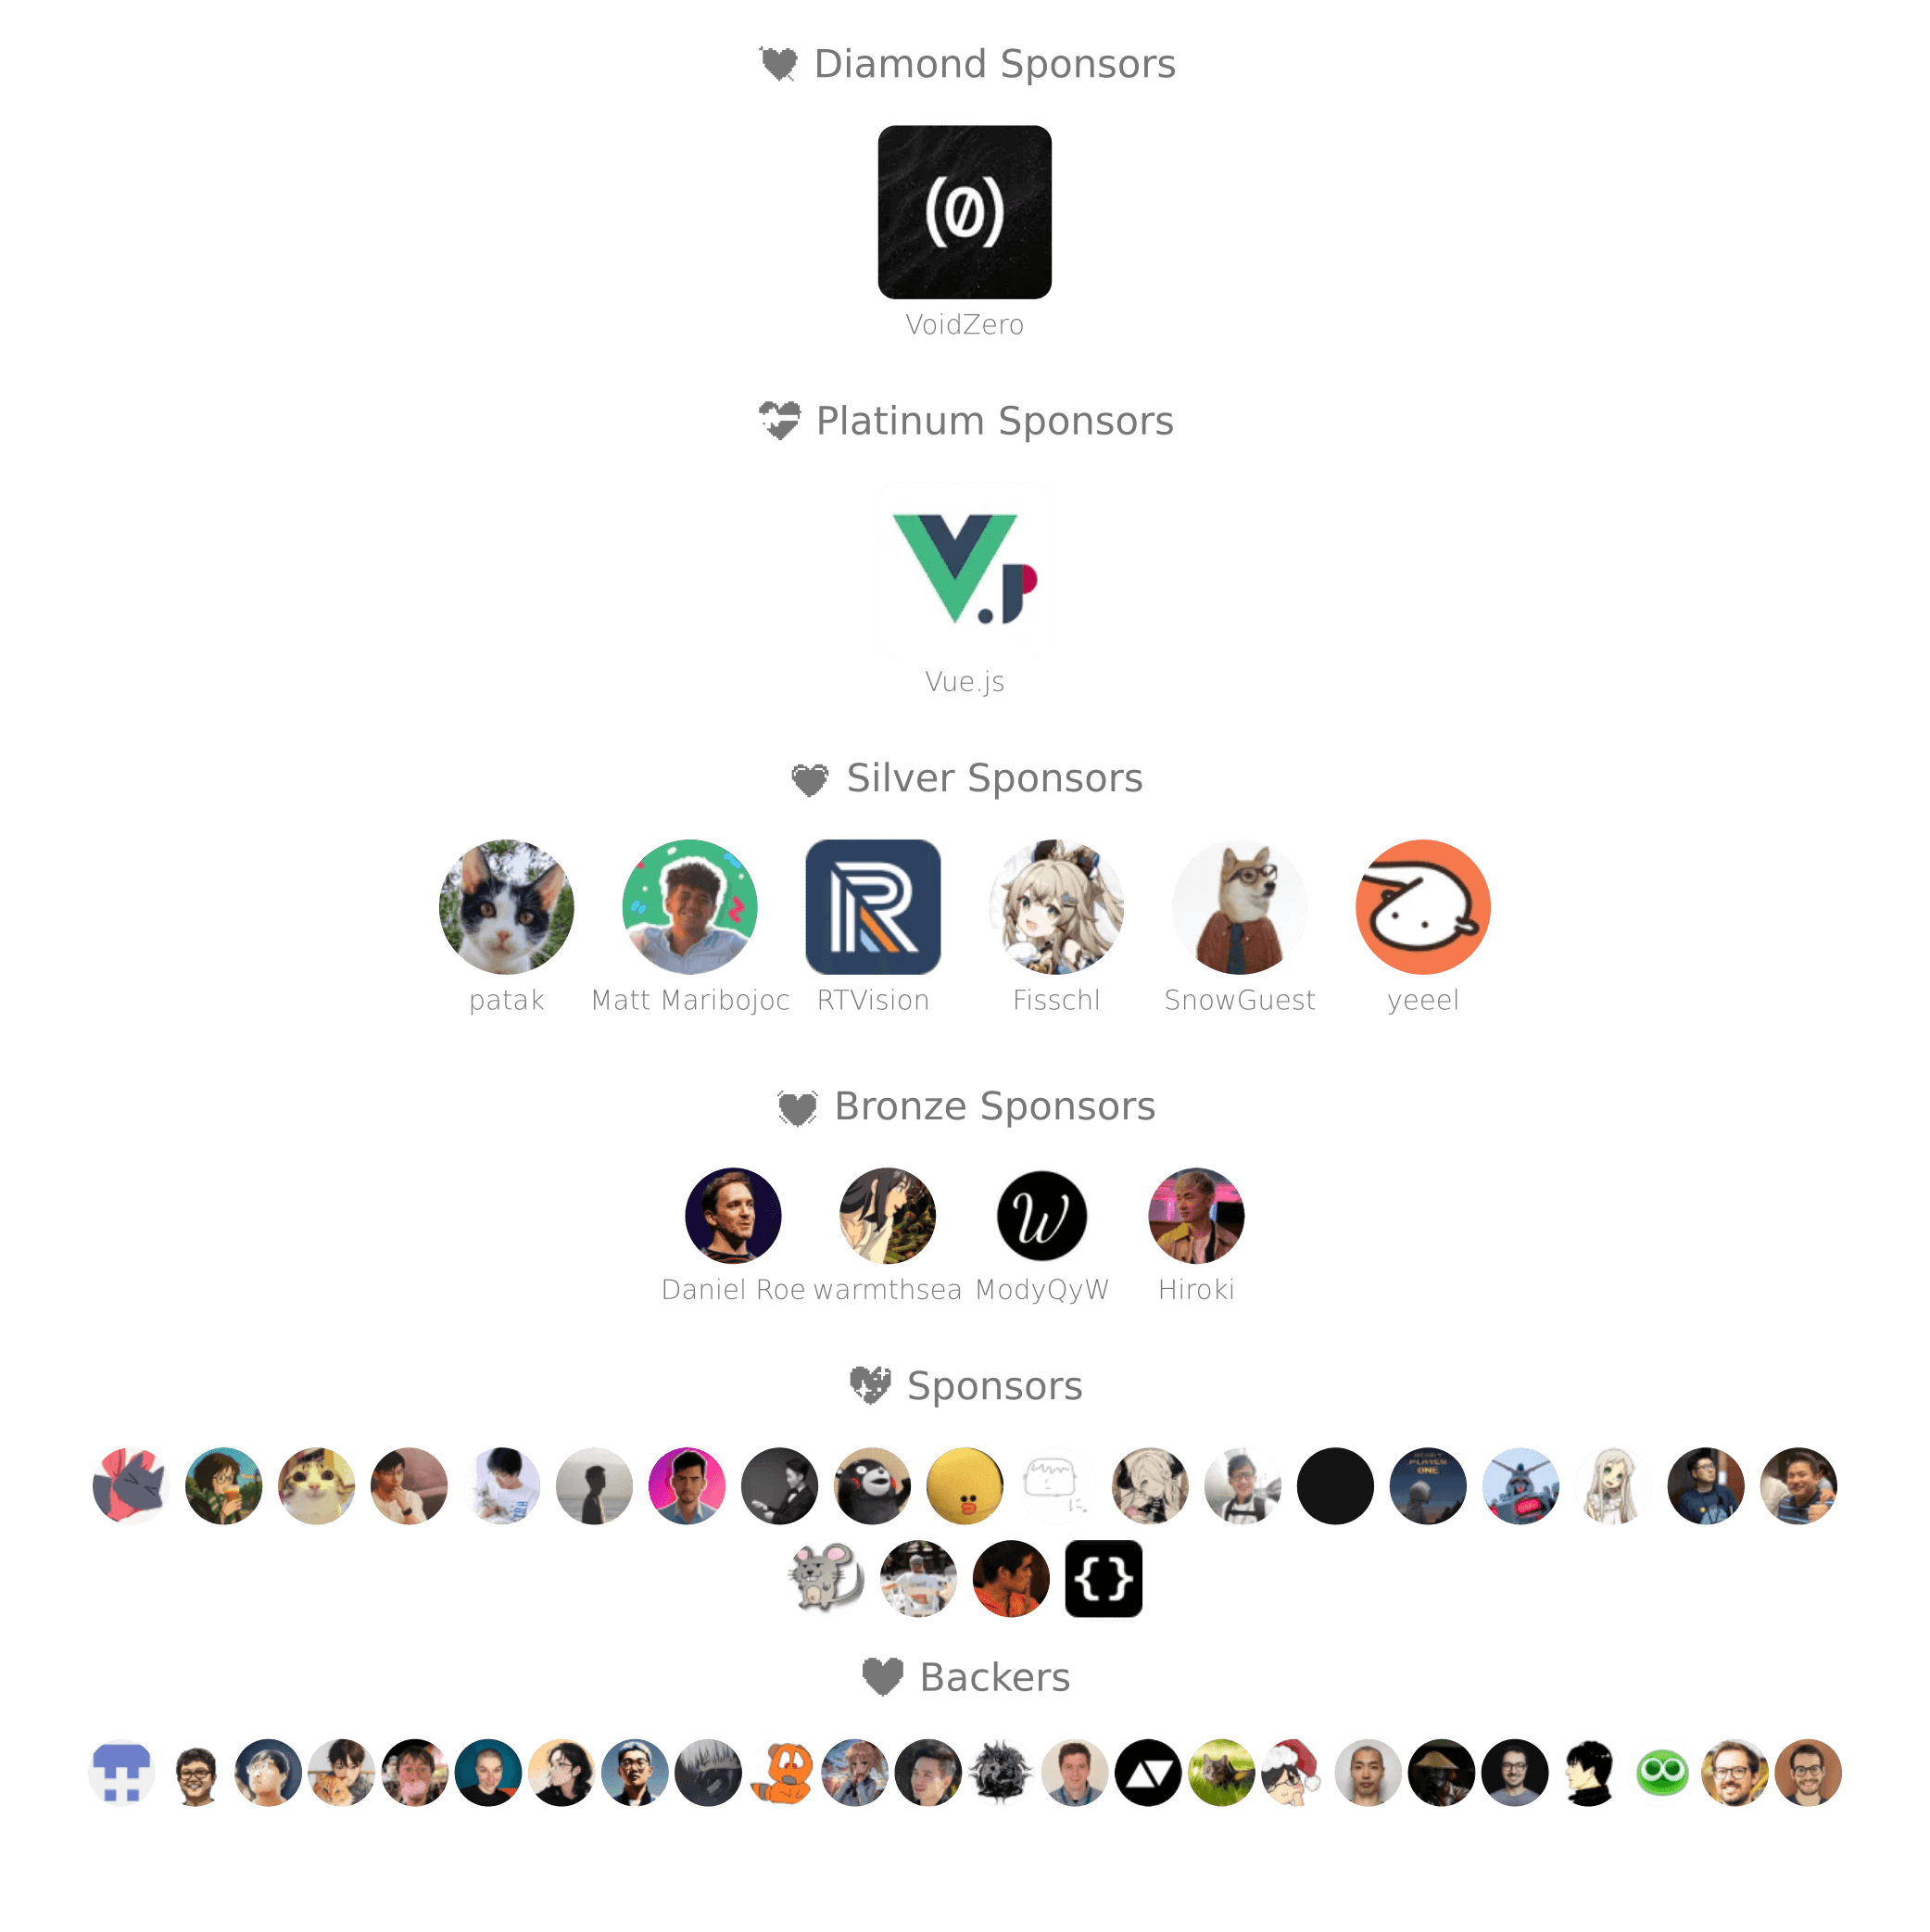 Diamond Sponsors
(0)
VoidZero
Platinum Sponsors
Vue.js
Silver Sponsors
patak Matt Maribojoc RTVision Fisschl SnowGuest yeeel
Bronze Sponsors
W
Daniel Roe warmthsea ModyQyW Hiroki
Sponsors
PLAYER
ONE
{}
Backers